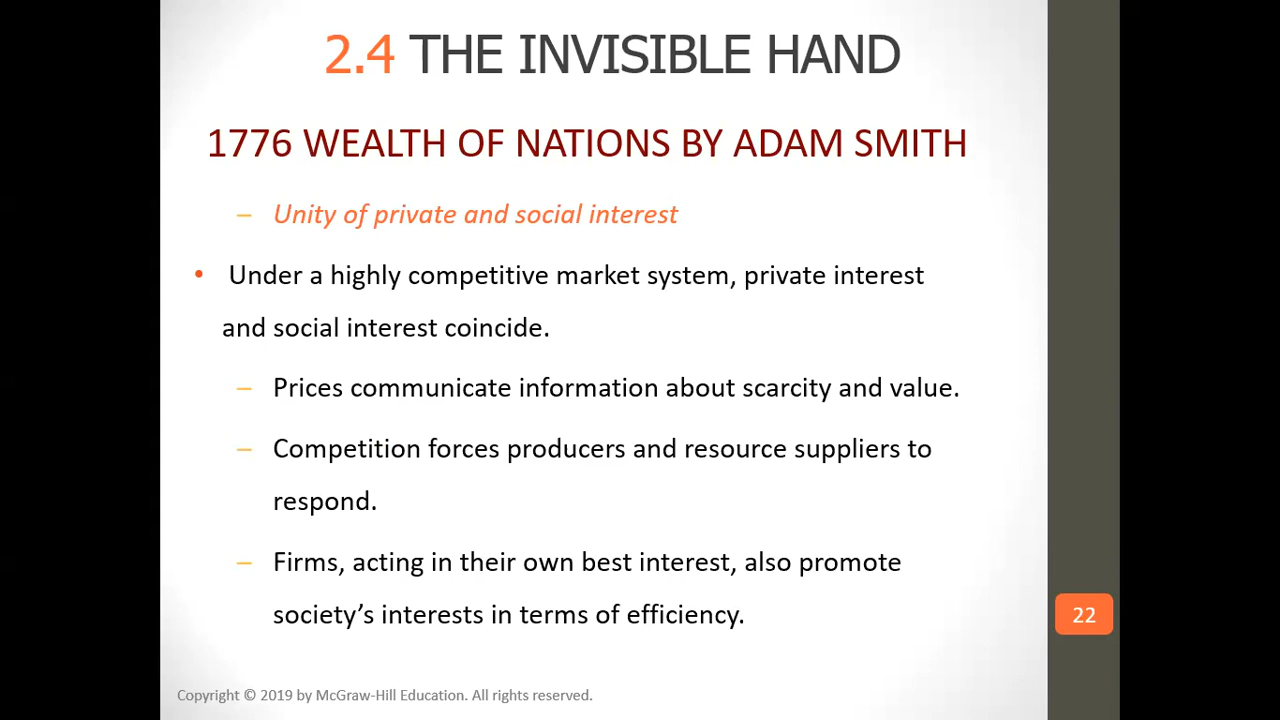 2.4 THE INVISIBLE HAND
1776 WEALTH OF NATIONS BY ADAM SMITH
– Unity of private and social interest
• Under a highly competitive market system, private interest
and social interest coincide.
– Prices communicate information about scarcity and value.
– Competition forces producers and resource suppliers to
respond.
– Firms, acting in their own best interest, also promote
society’s interests in terms of efficiency.
22
Copyright © 2019 by McGraw-Hill Education. All rights reserved.